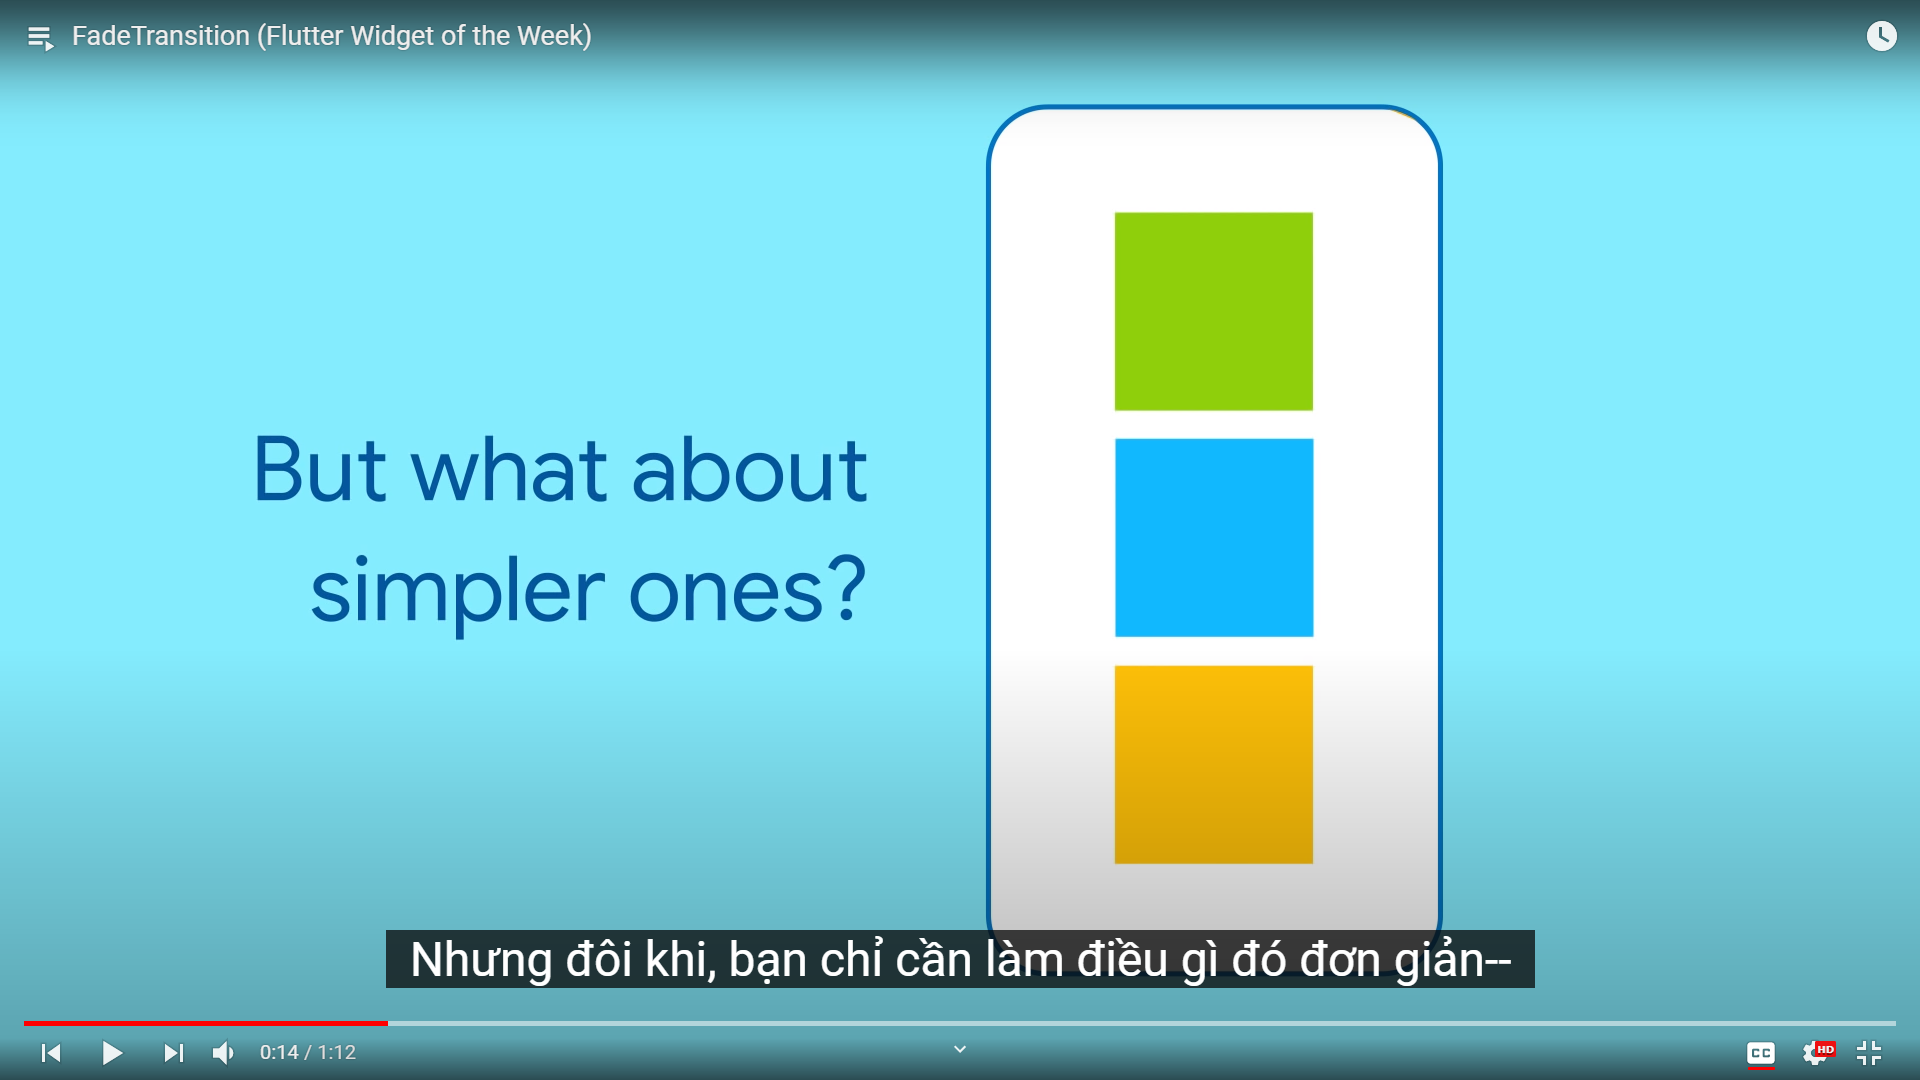 FadeTransition (Flutter Widget of the Week)
But what about
simpler ones?
Nhưng đôi khi, bạn chỉ cần làm điều gì đó đơn giản--
0:14 / 1:12
CC
HD